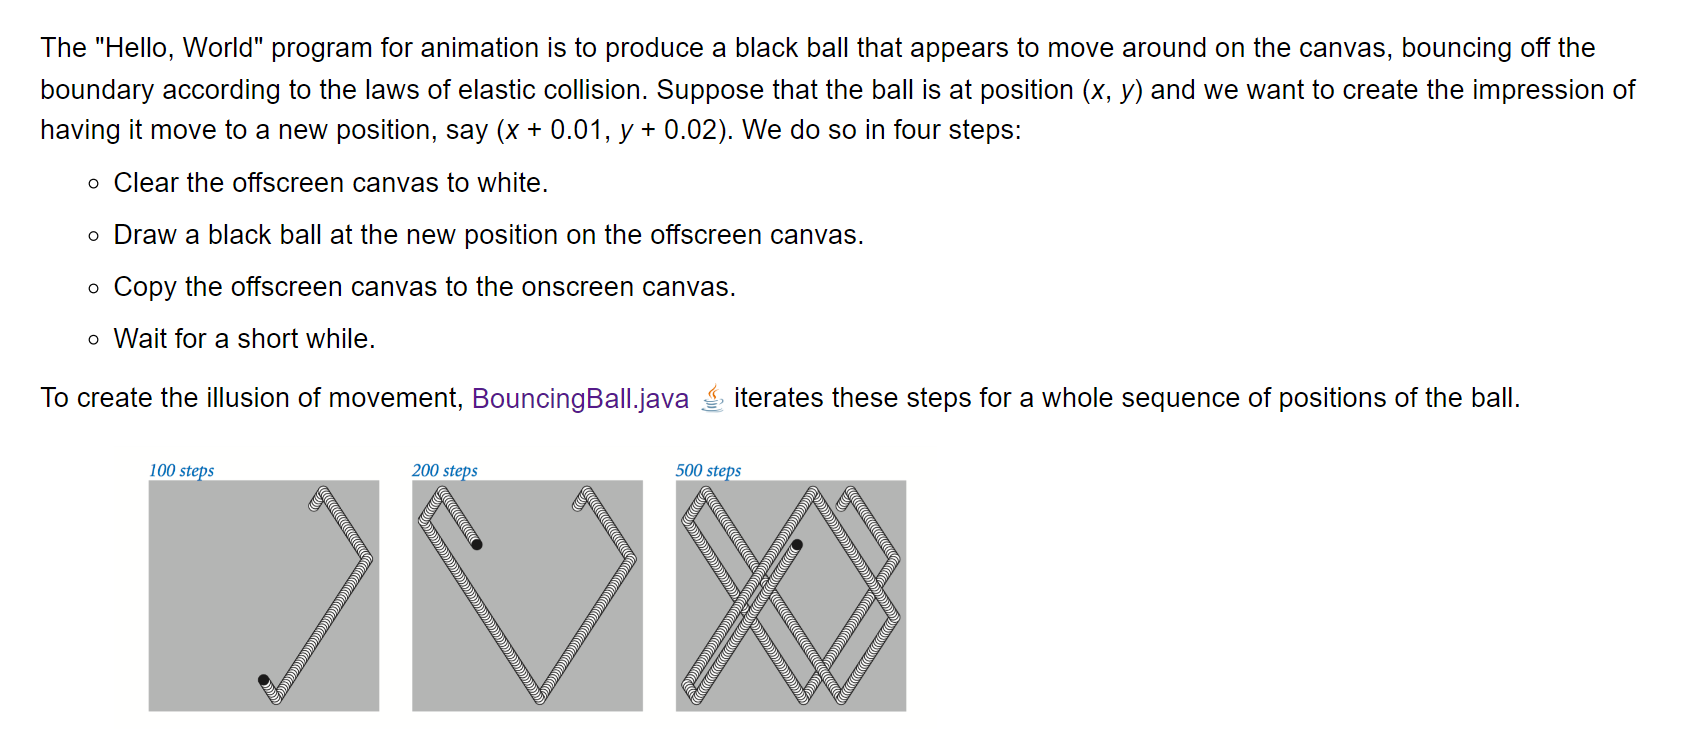 The "Hello, World" program for animation is to produce a black ball that appears to move around on the canvas, bouncing off the
boundary according to the laws of elastic collision. Suppose that the ball is at position (x, y) and we want to create the impression of
having it move to a new position, say (x + 0.01, y + 0.02). We do so in four steps:
Clear the offscreen canvas to white.
Draw a black ball at the new position on the offscreen canvas.
Copy the offscreen canvas to the onscreen canvas.
Wait for a short while.
To create the illusion of movement, BouncingBall.java iterates these steps for a whole sequence of positions of the ball.
100 steps 200 steps 500 steps